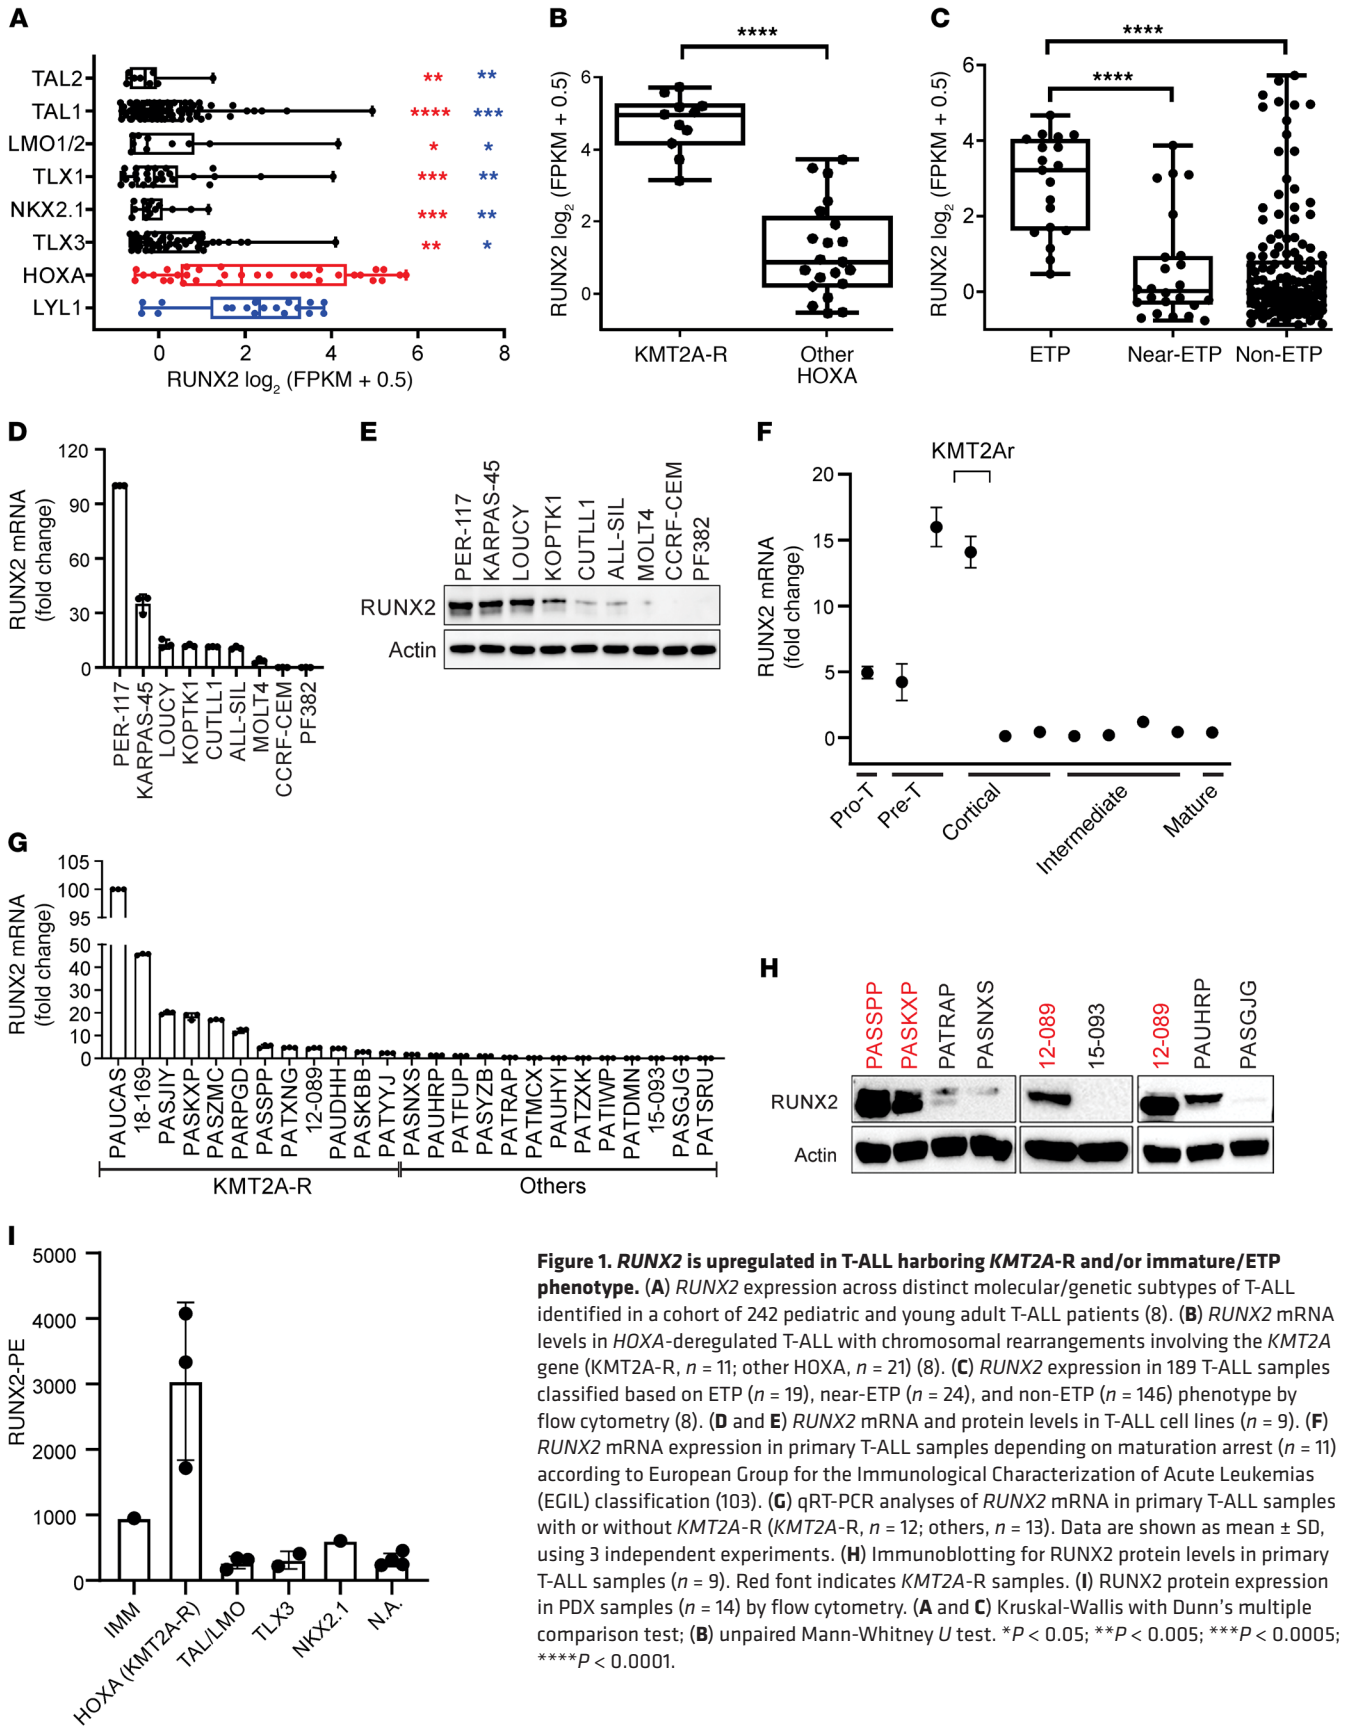 A
TAL2
TAL1
LMO1/2
TLX1
NKX2.1
TLX3
HOXA
LYL1
** **
**** ***
* *
*** **
*** **
** *
0 2 4 6 8
RUNX2 log2 (FPKM + 0.5)
B
****
RUNX2 log2 (FPKM + 0.5)
6
4
2
0
KMT2A-R
Other
HOXA
C
****
****
RUNX2 log2 (FPKM + 0.5)
6
4
2
0
ETP
Near-ETP
Non-ETP
D
RUNX2 mRNA
(fold change)
120
90
60
30
0
PER-117
KARPAS-45
LOUCY
KOPTK1
CUTLL1
ALL-SIL
MOLT4
CCRF-CEM
PF382
E
PER-117
KARPAS-45
LOUCY
KOPTK1
CUTLL1
ALL-SIL
MOLT4
CCRF-CEM
PF382
RUNX2
Actin
F
KMT2Ar
RUNX2 mRNA
(fold change)
20
15
10
5
0
Pro-T
Pre-T
Cortical
Intermediate
Mature
G
RUNX2 mRNA
(fold change)
105
100
95
50
40
30
20
10
0
PAUCAS
18-169
PASJIY
PASKXP
PASZMC
PARPGD
PASSPP
PATXNG
12-089
PAUDHH
PASKBB
PATYYJ
PASNXS
PAUHRP
PATFUP
PASYZB
PATRAP
PATMCX
PAUHYI
PATZXK
PATIWP
PATDMN
15-093
PASGJG
PATSRU
KMT2A-R
Others
H
PASSPP
PASKXP
PATRAP
PASNXS
12-089
15-093
12-089
PAUHRP
PASGJG
RUNX2
Actin
I
RUNX2-PE
5000
4000
3000
2000
1000
0
IMM
HOXA (KMT2A-R)
TAL/LMO
TLX3
NKX2.1
N.A.
Figure 1. RUNX2 is upregulated in T-ALL harboring KMT2A-R and/or immature/ETP
phenotype. (A) RUNX2 expression across distinct molecular/genetic subtypes of T-ALL
identified in a cohort of 242 pediatric and young adult T-ALL patients (8). (B) RUNX2 mRNA
levels in HOXA-deregulated T-ALL with chromosomal rearrangements involving the KMT2A
gene (KMT2A-R, n = 11; other HOXA, n = 21) (8). (C) RUNX2 expression in 189 T-ALL samples
classified based on ETP (n = 19), near-ETP (n = 24), and non-ETP (n = 146) phenotype by
flow cytometry (8). (D and E) RUNX2 mRNA and protein levels in T-ALL cell lines (n = 9). (F)
RUNX2 mRNA expression in primary T-ALL samples depending on maturation arrest (n = 11)
according to European Group for the Immunological Characterization of Acute Leukemias
(EGIL) classification (103). (G) qRT-PCR analyses of RUNX2 mRNA in primary T-ALL samples
with or without KMT2A-R (KMT2A-R, n = 12; others, n = 13). Data are shown as mean ± SD,
using 3 independent experiments. (H) Immunoblotting for RUNX2 protein levels in primary
T-ALL samples (n = 9). Red font indicates KMT2A-R samples. (I) RUNX2 protein expression
in PDX samples (n = 14) by flow cytometry. (A and C) Kruskal-Wallis with Dunn's multiple
comparison test; (B) unpaired Mann-Whitney U test. *P < 0.05; **P < 0.005; ***P < 0.0005;
****P < 0.0001.